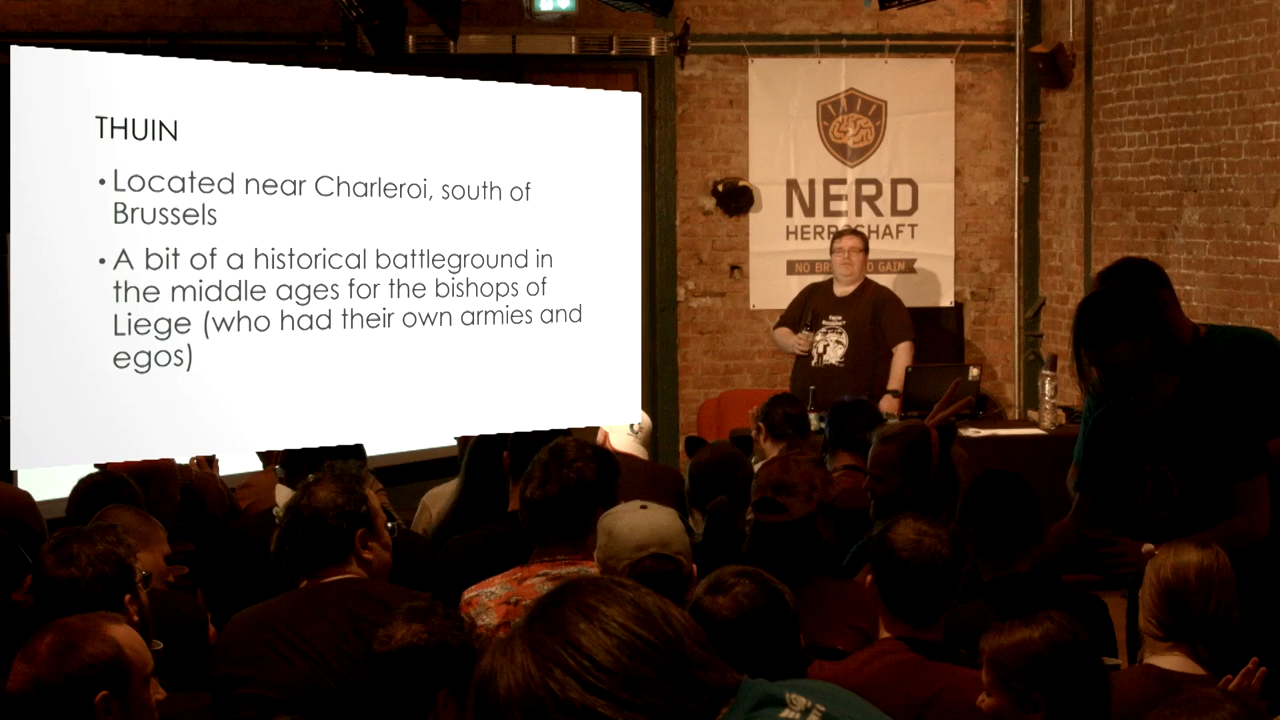 THUIN
• Located near Charleroi, south of
Brussels
• A bit of a historical battleground in
the middle ages for the bishops of
Liege (who had their own armies and
egos)
NERD
HERRSCHAFT
NO GAIN.